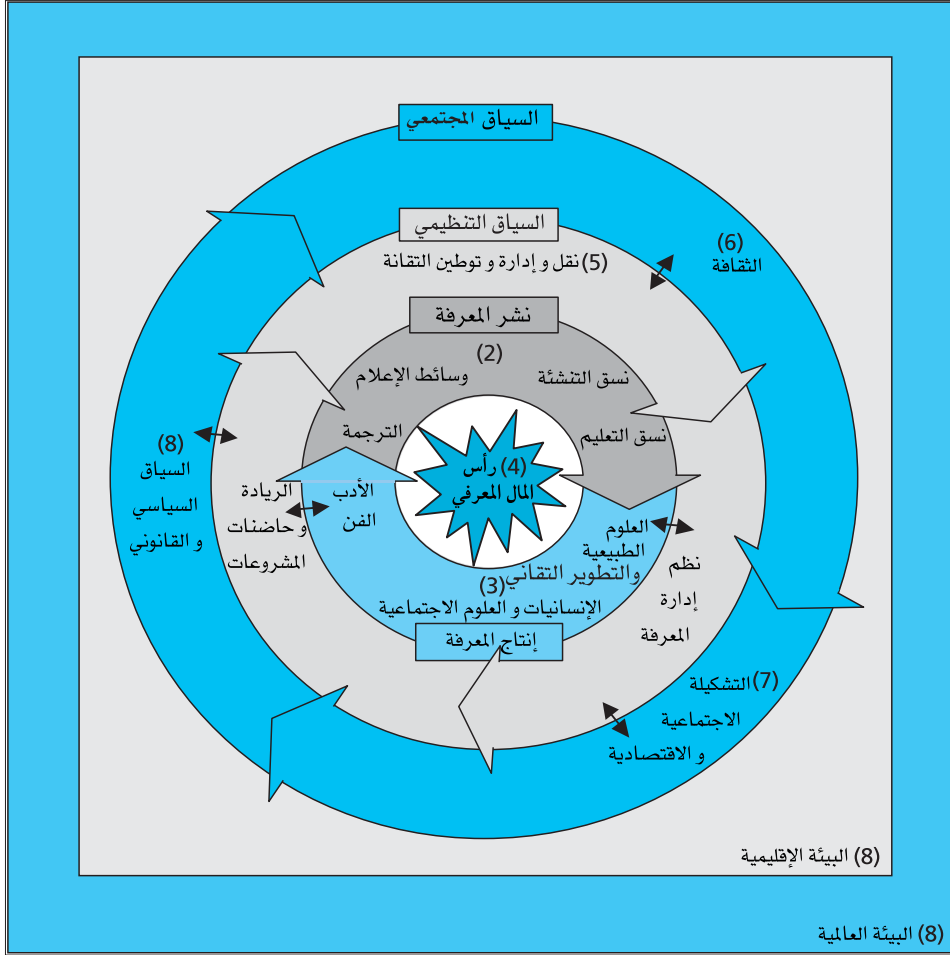 السياق المجتمعي
السياق التنظيمي
(5) نقل و إدارة و توطين التقانة
(6)
الثقافة
نشر المعرفة
(2)
نسق التنشئة
وسائط الإعلام
نسق التعليم
الترجمة
(4) رأس
المال المعرفي
(8)
السياق
السياسي
و القانوني
الريادة
و حاضنات
المشروعات
الأدب
الفن
العلوم
الطبيعية
والتطوير التقاني
(3)
الإنسانيات و العلوم الاجتماعية
إنتاج المعرفة
نظم
إدارة
المعرفة
(7) التشكيلة
الاجتماعية
و الاقتصادية
(8) البيئة الإقليمية
(8) البيئة العالمية